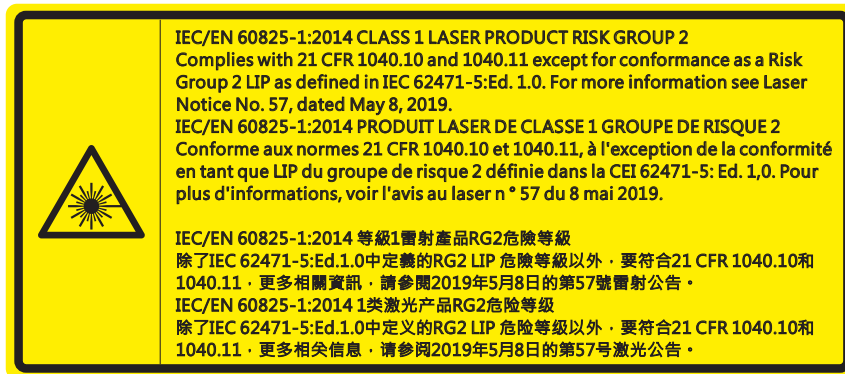 IEC/EN 60825-1:2014 CLASS 1 LASER PRODUCT RISK GROUP 2
Complies with 21 CFR 1040.10 and 1040.11 except for conformance as a Risk
Group 2 LIP as defined in IEC 62471-5:Ed. 1.0. For more information see Laser
Notice No. 57, dated May 8, 2019.
IEC/EN 60825-1:2014 PRODUIT LASER DE CLASSE 1 GROUPE DE RISQUE 2
Conforme aux normes 21 CFR 1040.10 et 1040.11, à l'exception de la conformité
en tant que LIP du groupe de risque 2 définie dans la CEI 62471-5: Ed. 1,0. Pour
plus d'informations, voir l'avis au laser n ° 57 du 8 mai 2019.
IEC/EN 60825-1:2014 等級1雷射產品RG2危險等級
除了IEC 62471-5:Ed.1.0中定義的RG2 LIP 危險等級以外，要符合21 CFR 1040.10和
1040.11，更多相關資訊，請參閱2019年5月8日的第57號雷射公告。
IEC/EN 60825-1:2014 1类激光产品RG2危险等级
除了IEC 62471-5:Ed.1.0中定义的RG2 LIP 危险等级以外，要符合21 CFR 1040.10和
1040.11，更多相关信息，请参阅2019年5月8日的第57号激光公告。